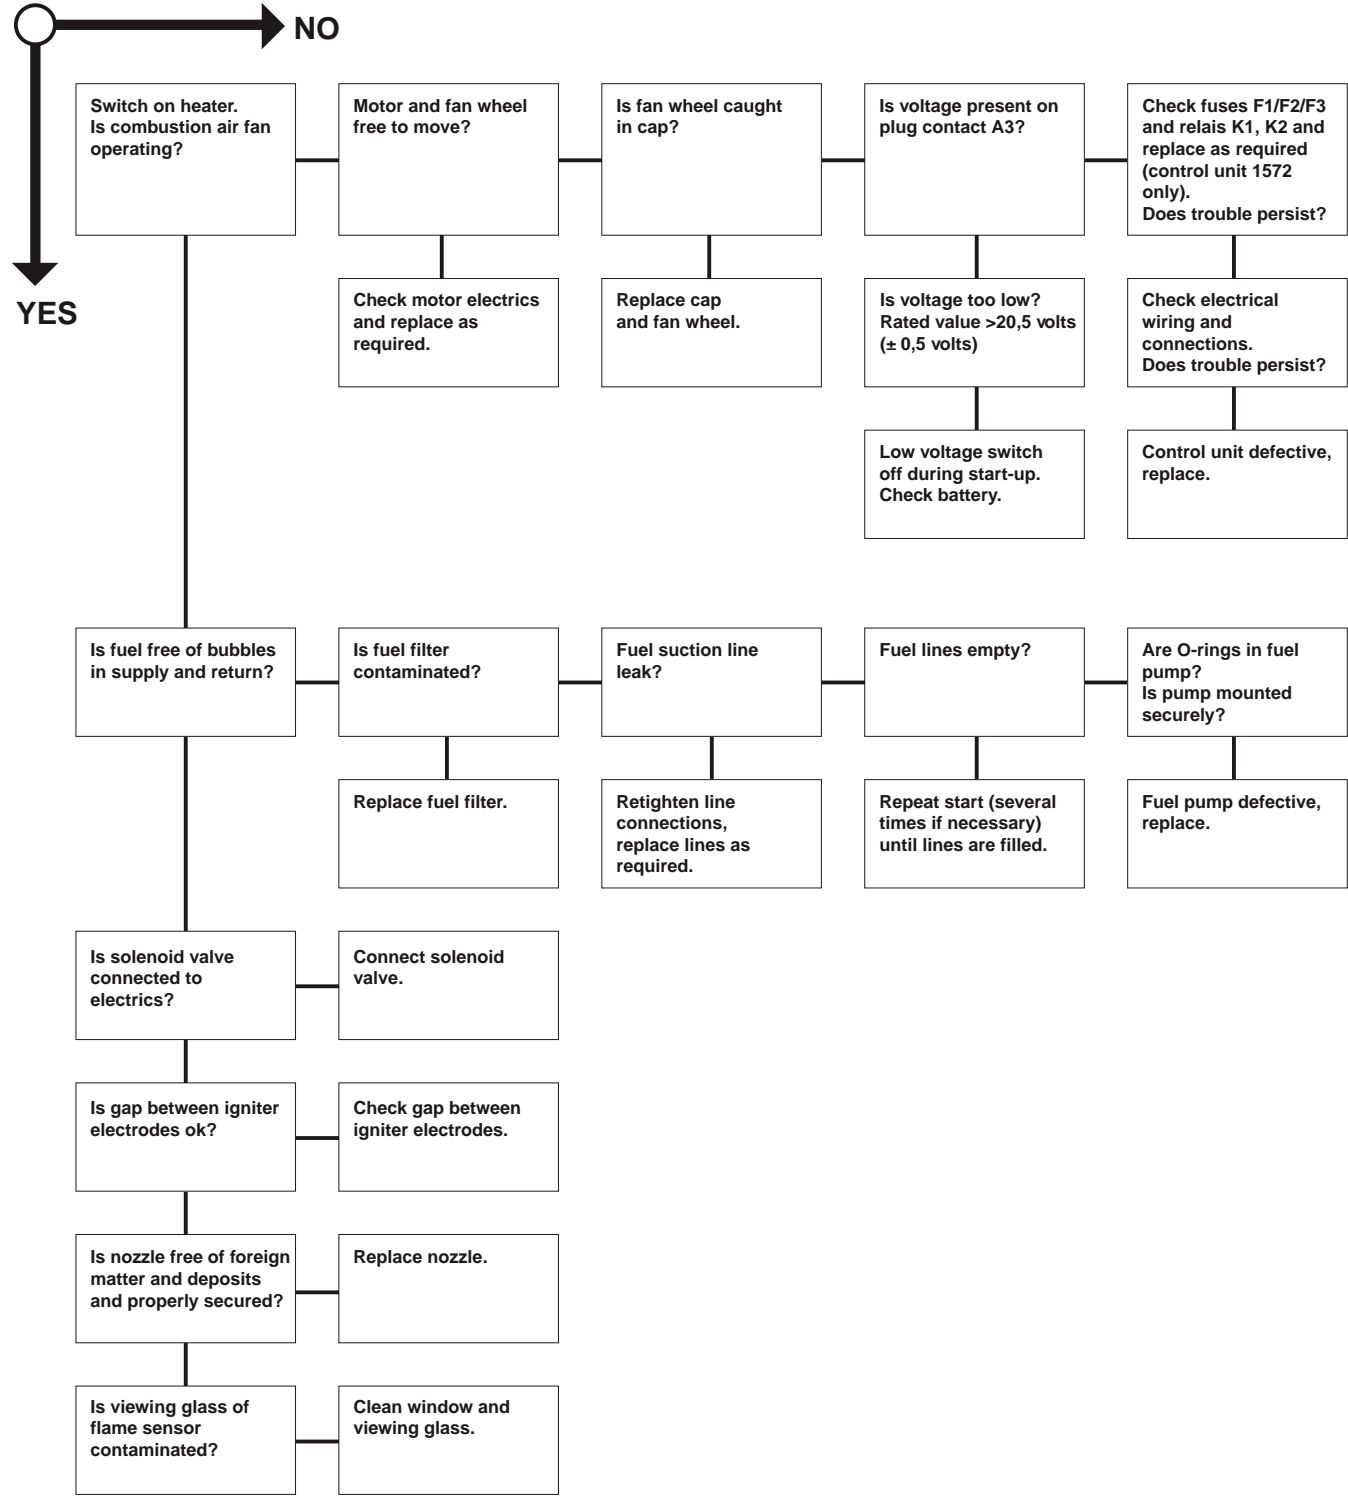 NO
YES
Switch on heater.
Is combustion air fan
operating?
Motor and fan wheel
free to move?
Is fan wheel caught
in cap?
Is voltage present on
plug contact A3?
Check fuses F1/F2/F3
and relais K1, K2 and
replace as required
(control unit 1572
only).
Does trouble persist?
Check motor electrics
and replace as
required.
Replace cap
and fan wheel.
Is voltage too low?
Rated value >20,5 volts
(± 0,5 volts)
Check electrical
wiring and
connections.
Does trouble persist?
Low voltage switch
off during start-up.
Check battery.
Control unit defective,
replace.
Is fuel free of bubbles
in supply and return?
Is fuel filter
contaminated?
Fuel suction line
leak?
Fuel lines empty?
Are O-rings in fuel
pump?
Is pump mounted
securely?
Replace fuel filter.
Retighten line
connections,
replace lines as
required.
Repeat start (several
times if necessary)
until lines are filled.
Fuel pump defective,
replace.
Is solenoid valve
connected to
electrics?
Connect solenoid
valve.
Is gap between igniter
electrodes ok?
Check gap between
igniter electrodes.
Is nozzle free of foreign
matter and deposits
and properly secured?
Replace nozzle.
Is viewing glass of
flame sensor
contaminated?
Clean window and
viewing glass.